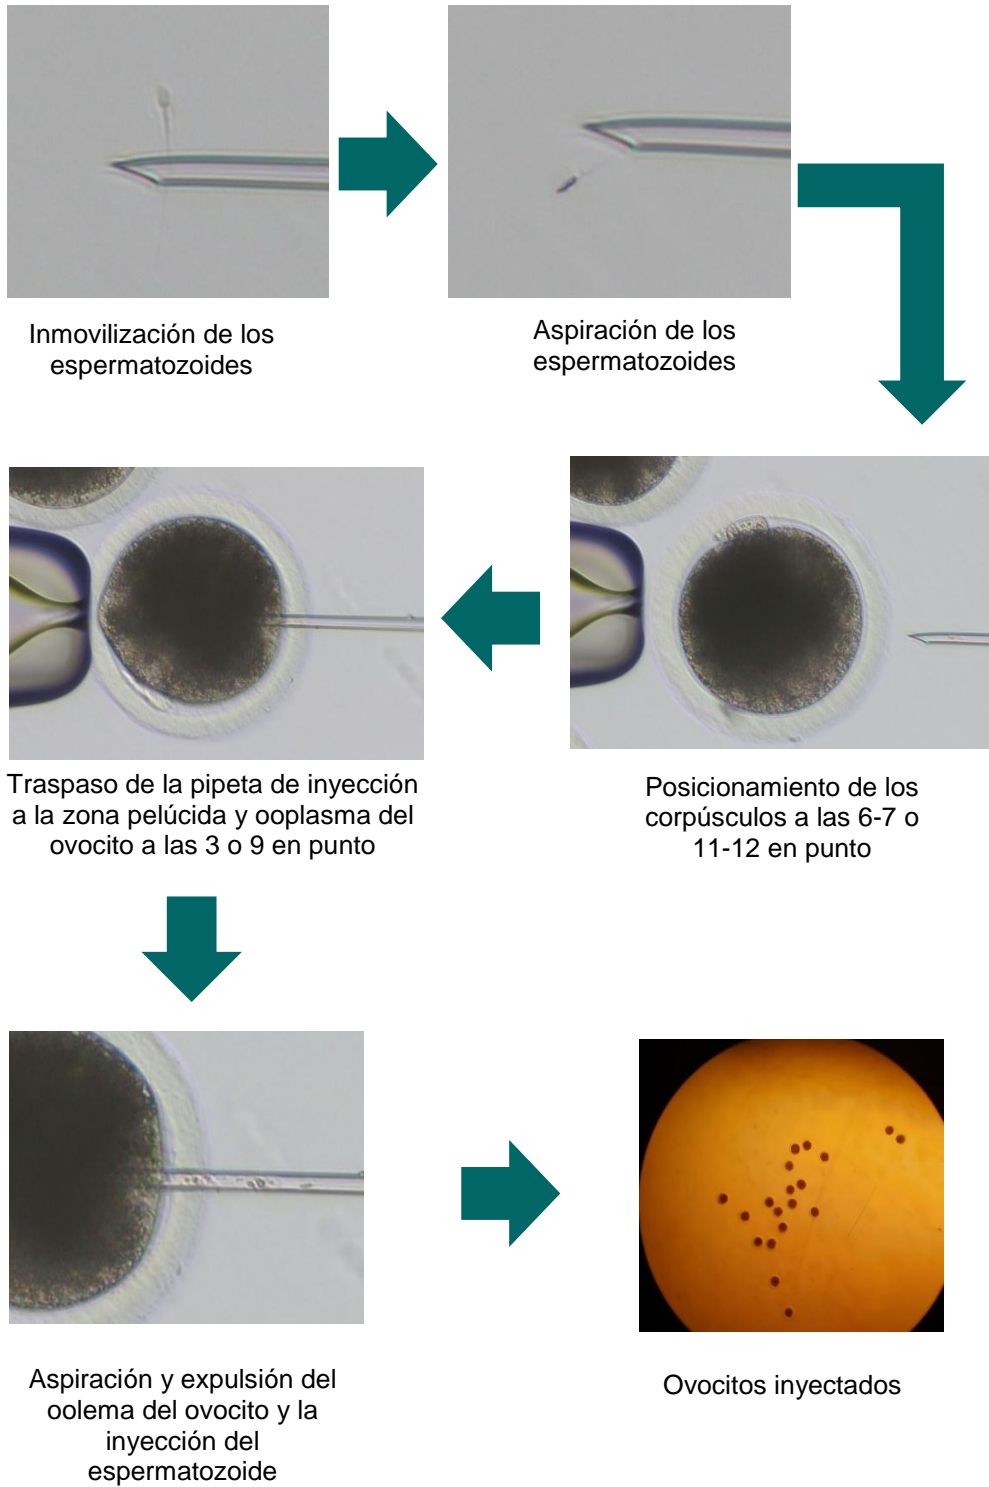 Inmovilización de los
espermatozoides
Aspiración de los
espermatozoides
Posicionamiento de los
corpúsculos a las 6-7 o
11-12 en punto
Traspaso de la pipeta de inyección
a la zona pelúcida y ooplasma del
ovocito a las 3 o 9 en punto
Aspiración y expulsión del
oolema del ovocito y la
inyección del
espermatozoide
Ovocitos inyectados